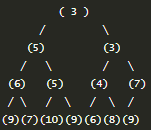 ( 3 )
/ \
(5) (3)
/ \ / \
(6) (5) (4) (7)
/ \ / \ / \ / \
(9)(7)(10)(9)(6)(8)(9)